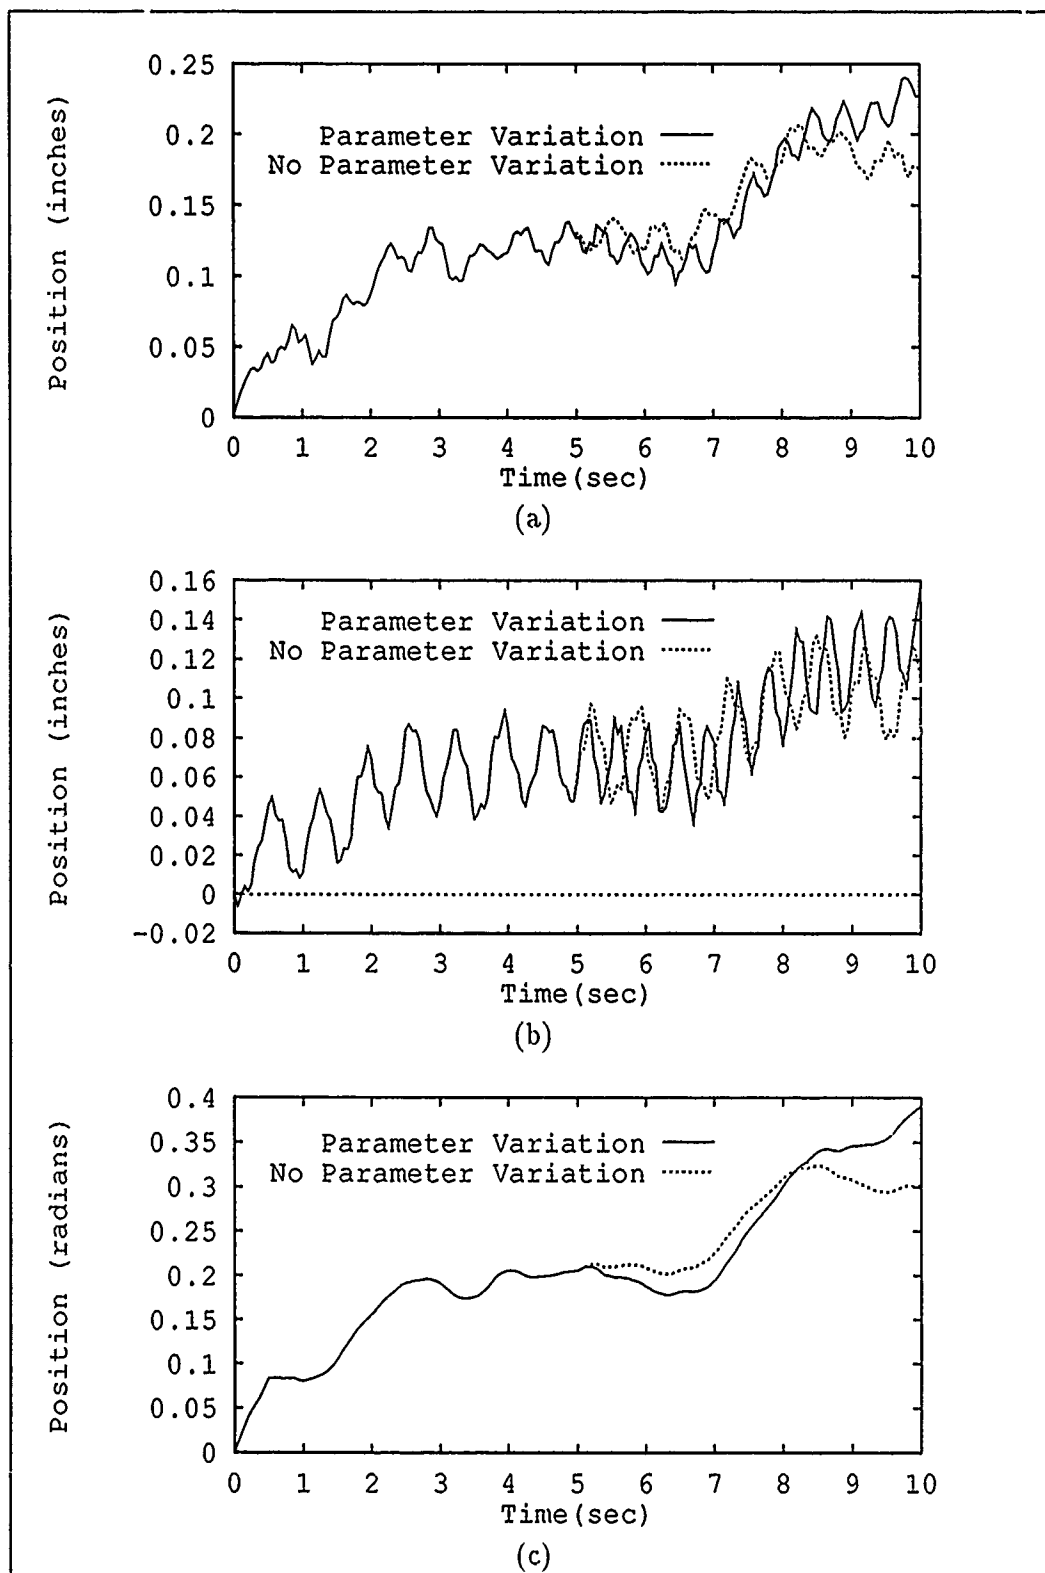 0.25
0.2
0.15
0.1
0.05
0
Position (inches)
Parameter Variation
No Parameter Variation
0 1 2 3 4 5 6 7 8 9 10
Time(sec)
(a)
0.16
0.14
0.12
0.1
0.08
0.06
0.04
0.02
0
-0.02
Position (inches)
Parameter Variation
No Parameter Variation
0 1 2 3 4 5 6 7 8 9 10
Time(sec)
(b)
0.4
0.35
0.3
0.25
0.2
0.15
0.1
0.05
0
Position (radians)
Parameter Variation
No Parameter Variation
0 1 2 3 4 5 6 7 8 9 10
Time(sec)
(c)